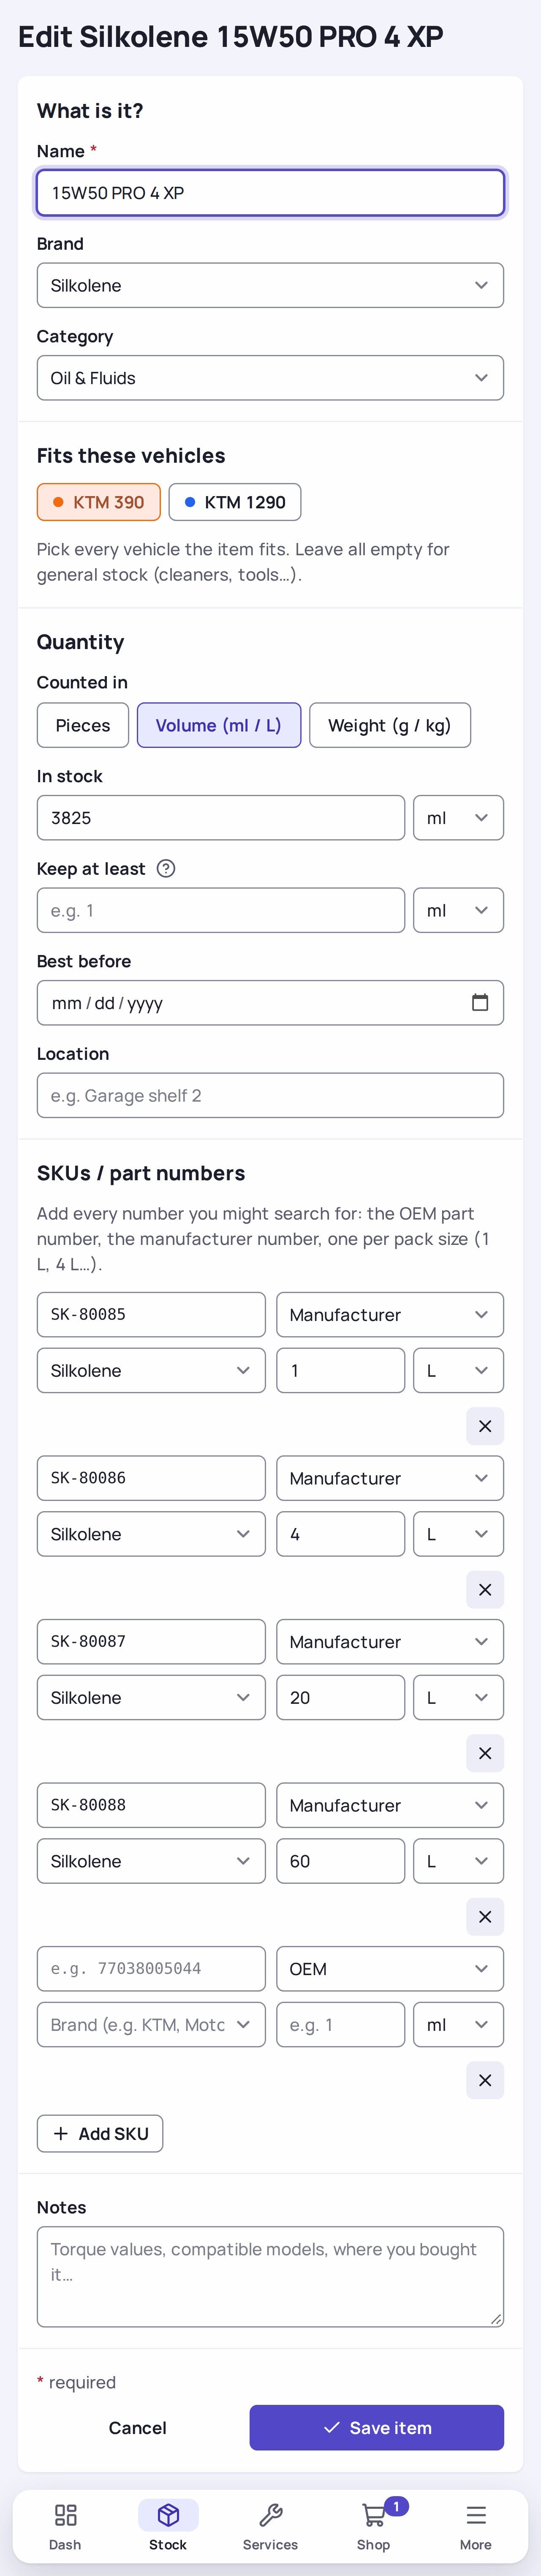 Edit Silkolene 15W50 PRO 4 XP
What is it?
Name *
15W50 PRO 4 XP
Brand
Silkolene
Category
Oil & Fluids
Fits these vehicles
KTM 390
KTM 1290
Pick every vehicle the item fits. Leave all empty for
general stock (cleaners, tools…).
Quantity
Counted in
Pieces
Volume (ml / L)
Weight (g / kg)
In stock
3825
ml
Keep at least
e.g. 1
ml
Best before
mm / dd / yyyy
Location
e.g. Garage shelf 2
SKUs / part numbers
Add every number you might search for: the OEM part
number, the manufacturer number, one per pack size (1
L, 4 L…).
SK-80085
Manufacturer
Silkolene
1
L
SK-80086
Manufacturer
Silkolene
4
L
SK-80087
Manufacturer
Silkolene
20
L
SK-80088
Manufacturer
Silkolene
60
L
e.g. 77038005044
OEM
Brand (e.g. KTM, Motc
e.g. 1
ml
Add SKU
Notes
Torque values, compatible models, where you bought
it…
* required
Cancel
Save item
1
Dash
Stock
Services
Shop
More